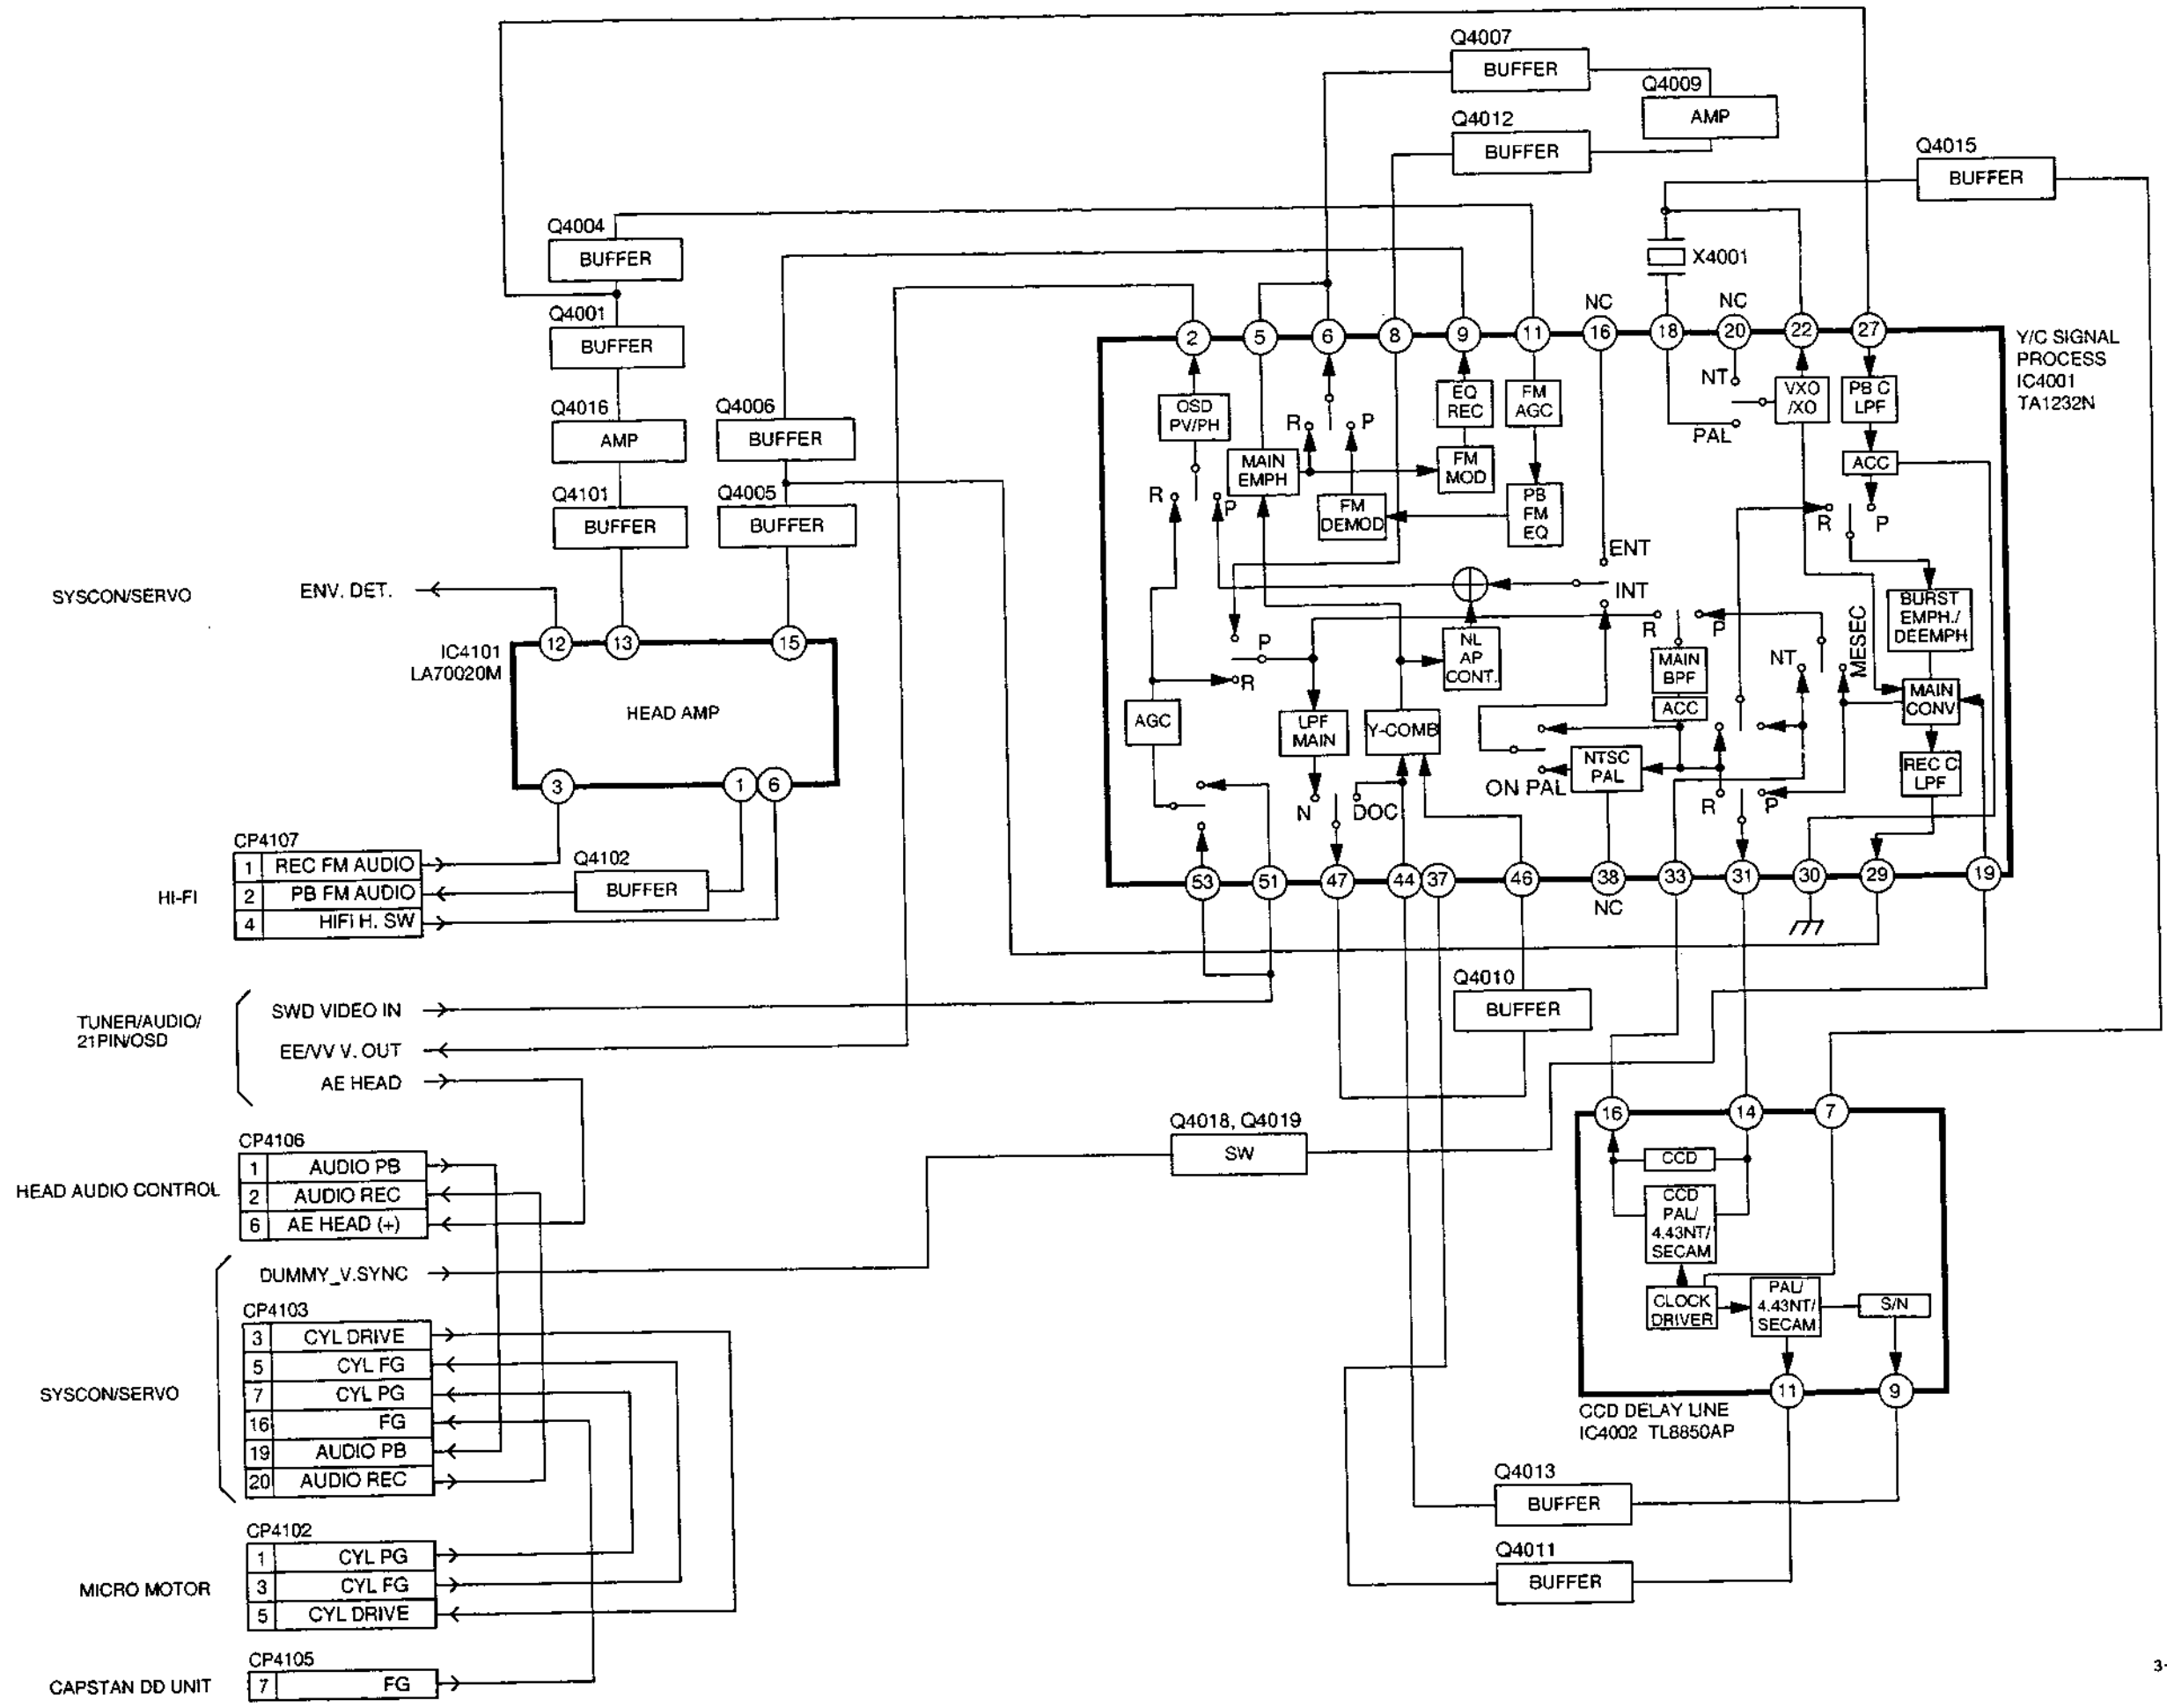 Q4007
BUFFER
Q4009
AMP
Q4012
BUFFER
Q4015
BUFFER
Q4004
BUFFER
X4001
Q4001
BUFFER
NC
NC
2
5
6
8
9
11
16
18
20
22
27
Y/C SIGNAL
PROCESS
IC4001
TA1232N
Q4016
AMP
Q4006
BUFFER
OSD
PV/PH
EQ
REC
FM
AGC
NT
VXO
/XO
PB C
LPF
R
P
PAL
MAIN
EMPH
FM
MOD
ACC
Q4101
BUFFER
Q4005
BUFFER
R
P
FM
DEMOD
PB
FM
EQ
R
P
SYSCON/SERVO
ENV. DET.
ENT
INT
BURST
EMPH./
DEEMPH
12
13
15
IC4101
LA70020M
HEAD AMP
P
R
NL
AP
CONT.
R
P
MAIN
BPF
ACC
NT
MESEC
MAIN
CONV
AGC
LPF
MAIN
Y-COMB
NTSC
PAL
REC C
LPF
3
1
6
N
DOC
ON PAL
R
P
CP4107
1 REC FM AUDIO
2 PB FM AUDIO
4 HIFI H. SW
HI-FI
Q4102
BUFFER
53
51
47
44
37
46
38
33
31
30
29
19
NC
Q4010
BUFFER
TUNER/AUDIO/
21PIN/OSD
SWD VIDEO IN
EE/VV V. OUT
AE HEAD
Q4018, Q4019
SW
16
14
7
CP4106
1 AUDIO PB
2 AUDIO REC
6 AE HEAD (+)
HEAD AUDIO CONTROL
CCD
CCD
PAL/
4.43NT/
SECAM
DUMMY_V.SYNC
CLOCK
DRIVER
PAL/
4.43NT/
SECAM
S/N
CP4103
3 CYL DRIVE
5 CYL FG
7 CYL PG
16 FG
19 AUDIO PB
20 AUDIO REC
SYSCON/SERVO
11
9
CCD DELAY LINE
IC4002 TL8850AP
Q4013
BUFFER
Q4011
BUFFER
CP4102
1 CYL PG
3 CYL FG
5 CYL DRIVE
MICRO MOTOR
CP4105
7 FG
CAPSTAN DD UNIT
3-